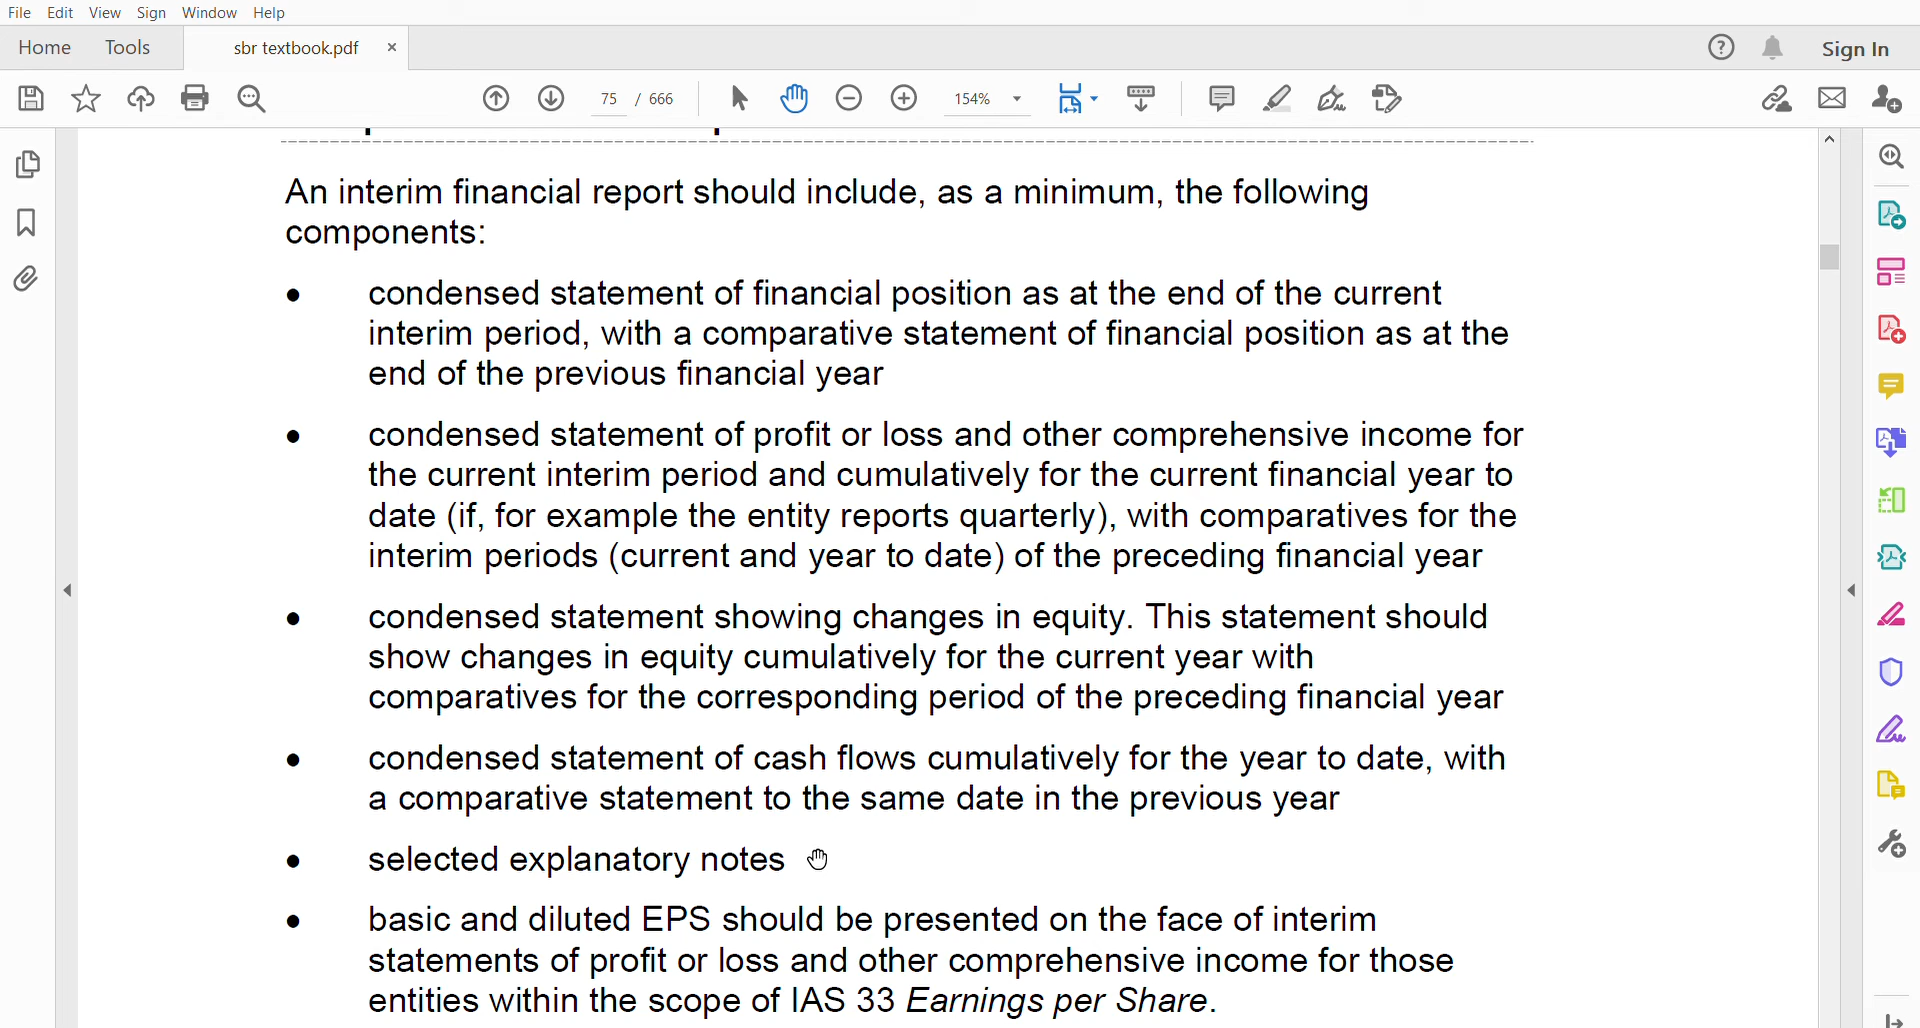 File Edit View Sign Window Help
Home Tools sbr textbook.pdf × Sign In
75 / 666 154%
An interim financial report should include, as a minimum, the following
components:
● condensed statement of financial position as at the end of the current
interim period, with a comparative statement of financial position as at the
end of the previous financial year
● condensed statement of profit or loss and other comprehensive income for
the current interim period and cumulatively for the current financial year to
date (if, for example the entity reports quarterly), with comparatives for the
interim periods (current and year to date) of the preceding financial year
● condensed statement showing changes in equity. This statement should
show changes in equity cumulatively for the current year with
comparatives for the corresponding period of the preceding financial year
● condensed statement of cash flows cumulatively for the year to date, with
a comparative statement to the same date in the previous year
● selected explanatory notes
● basic and diluted EPS should be presented on the face of interim
statements of profit or loss and other comprehensive income for those
entities within the scope of IAS 33 Earnings per Share.